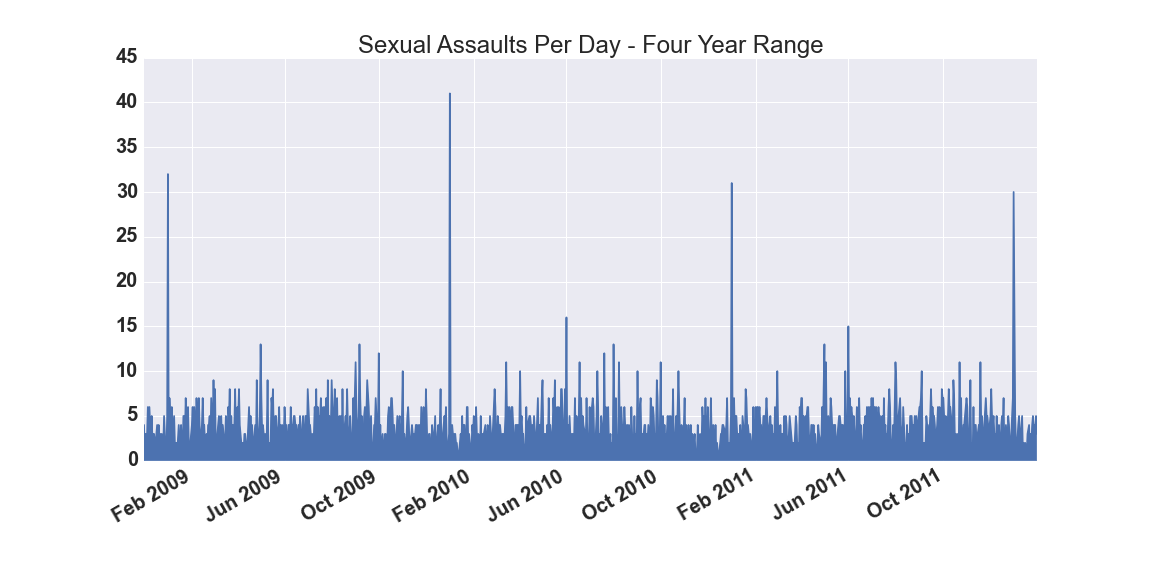 Sexual Assaults Per Day - Four Year Range
45
40
35
30
25
20
15
10
5
0
Feb 2009
Jun 2009
Oct 2009
Feb 2010
Jun 2010
Oct 2010
Feb 2011
Jun 2011
Oct 2011